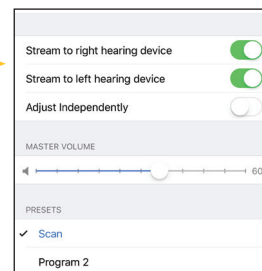 Stream to right hearing device
Stream to left hearing device
Adjust Independently
MASTER VOLUME
60
PRESETS
Scan
Program 2